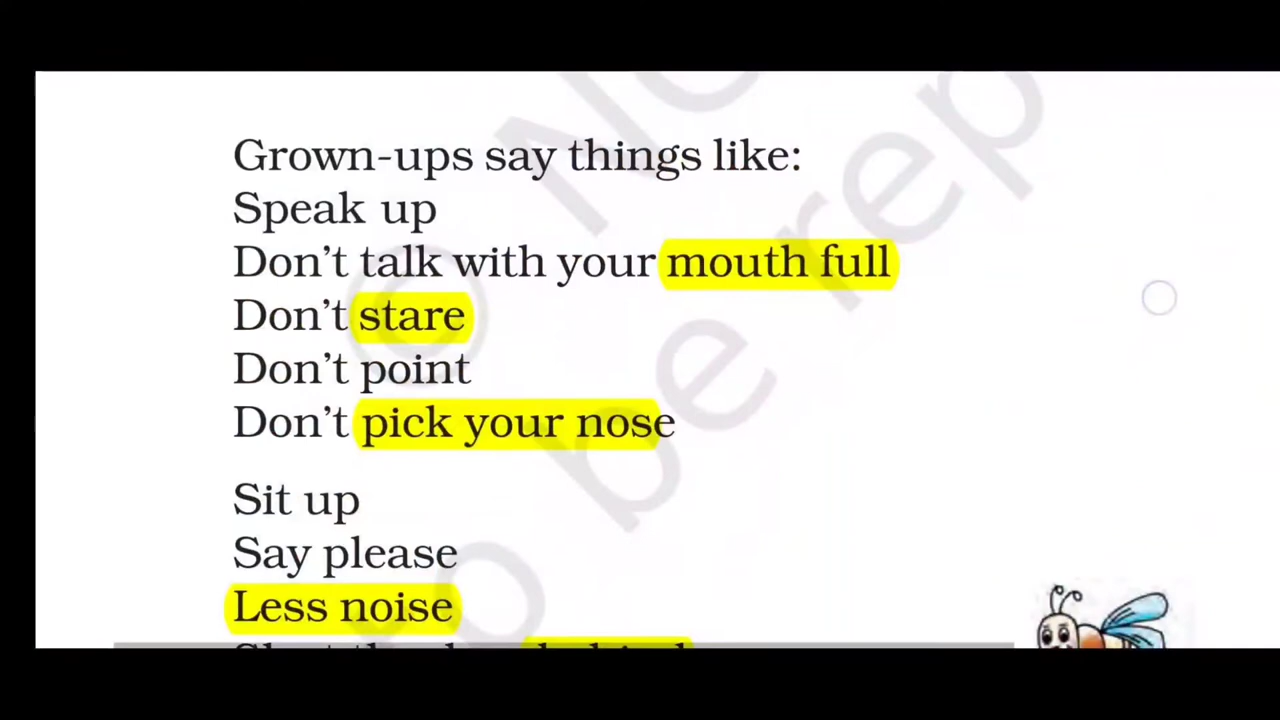 Grown-ups say things like:
Speak up
Don't talk with your mouth full
Don't stare
Don't point
Don't pick your nose
Sit up
Say please
Less noise